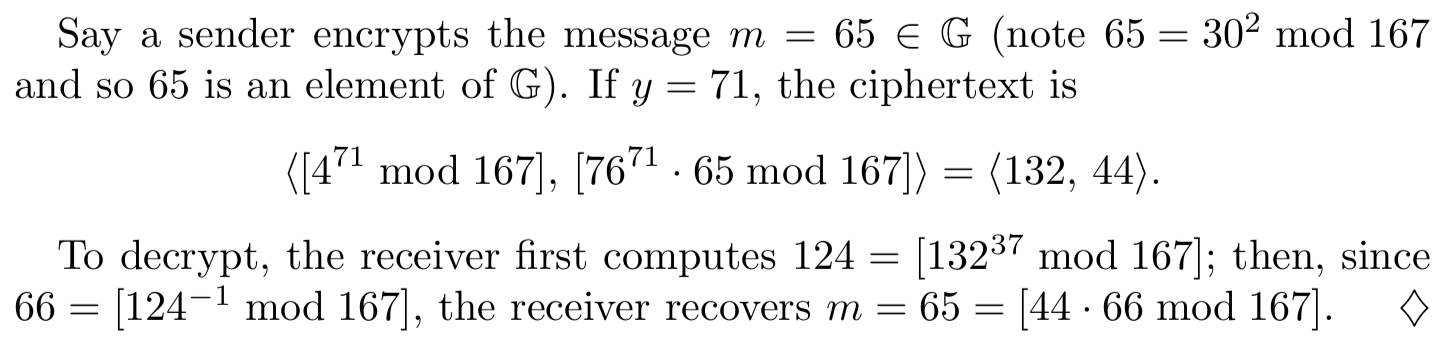 Say a sender encrypts the message m = 65 ∈ 𝔾 (note 65 = 30² mod 167
and so 65 is an element of 𝔾). If y = 71, the ciphertext is
⟨[4⁷¹ mod 167], [76⁷¹ · 65 mod 167]⟩ = ⟨132, 44⟩.
To decrypt, the receiver first computes 124 = [132³⁷ mod 167]; then, since
66 = [124⁻¹ mod 167], the receiver recovers m = 65 = [44 · 66 mod 167]. ♢